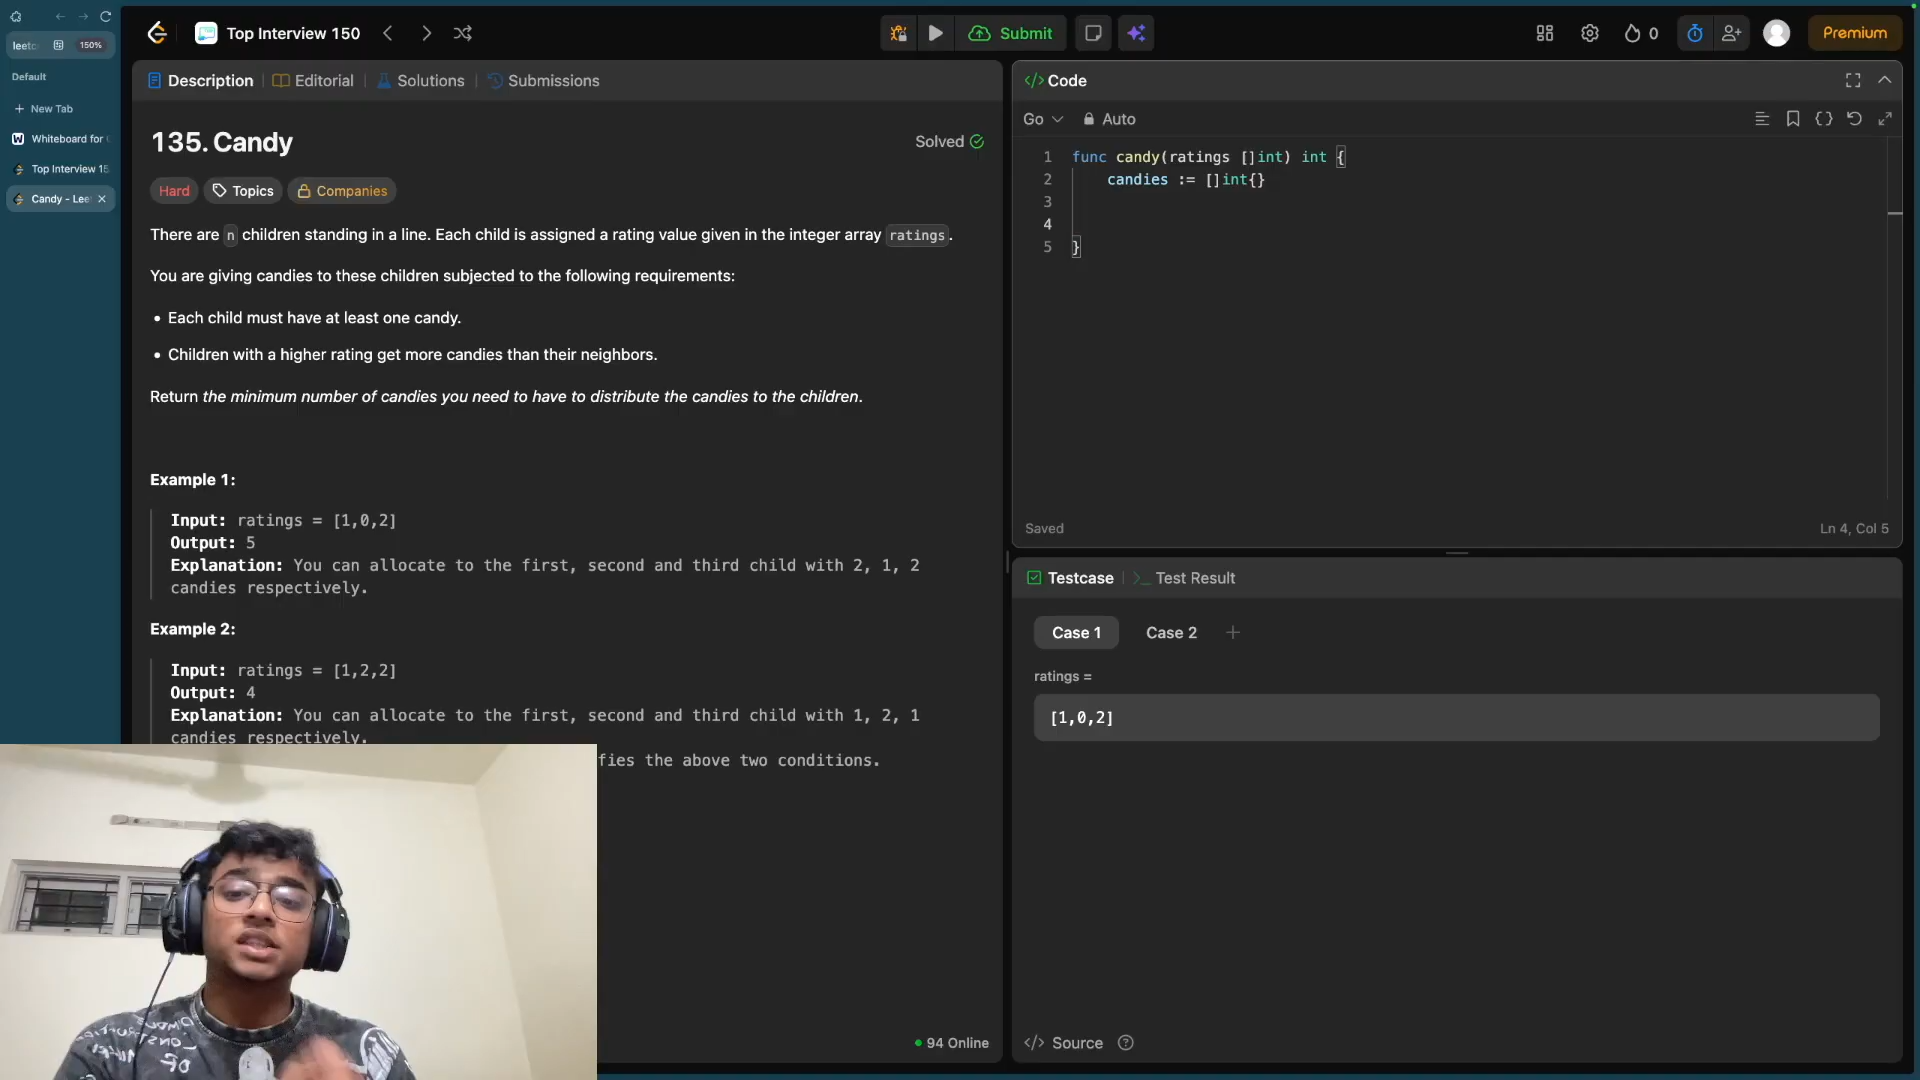 leetc
150%
Default
New Tab
Whiteboard for
Top Interview 15
Candy - Lee
Top Interview 150
Submit
0
Premium
Description
Editorial
Solutions
Submissions
135. Candy
Solved
Hard
Topics
Companies
There are n children standing in a line. Each child is assigned a rating value given in the integer array ratings.
You are giving candies to these children subjected to the following requirements:
• Each child must have at least one candy.
• Children with a higher rating get more candies than their neighbors.
Return the minimum number of candies you need to have to distribute the candies to the children.
Example 1:
Input: ratings = [1,0,2]
Output: 5
Explanation: You can allocate to the first, second and third child with 2, 1, 2
candies respectively.
Example 2:
Input: ratings = [1,2,2]
Output: 4
Explanation: You can allocate to the first, second and third child with 1, 2, 1
candies respectively.
fies the above two conditions.
94 Online
</> Code
Go
Auto
1 func candy(ratings []int) int {
2 candies := []int{}
3
4
5 }
Saved
Ln 4, Col 5
Testcase
Test Result
Case 1
Case 2
ratings =
[1,0,2]
</> Source